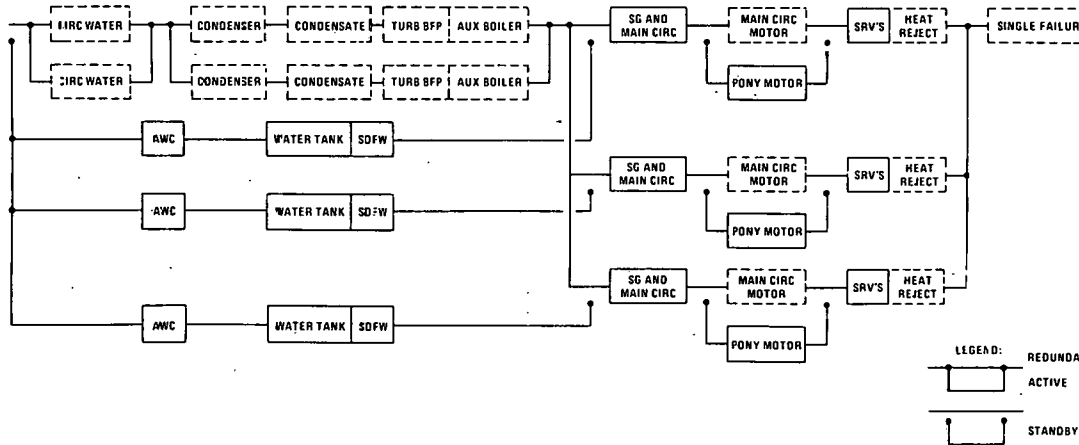 CIRC WATER
CONDENSER
CONDENSATE
TURB BFP
AUX BOILER
SG AND
MAIN CIRC
MAIN CIRC
MOTOR
SRV'S
HEAT
REJECT
SINGLE FAILUR
CIRC WATER
CONDENSER
CONDENSATE
TURB BFP
AUX BOILER
PONY MOTOR
AWC
WATER TANK
SDFW
SG AND
MAIN CIRC
MAIN CIRC
MOTOR
SRV'S
HEAT
REJECT
AWC
WATER TANK
SDFW
PONY MOTOR
SG AND
MAIN CIRC
MAIN CIRC
MOTOR
SRV'S
HEAT
REJECT
AWC
WATER TANK
SDFW
PONY MOTOR
LEGEND:
REDUNDA
ACTIVE
STANDBY